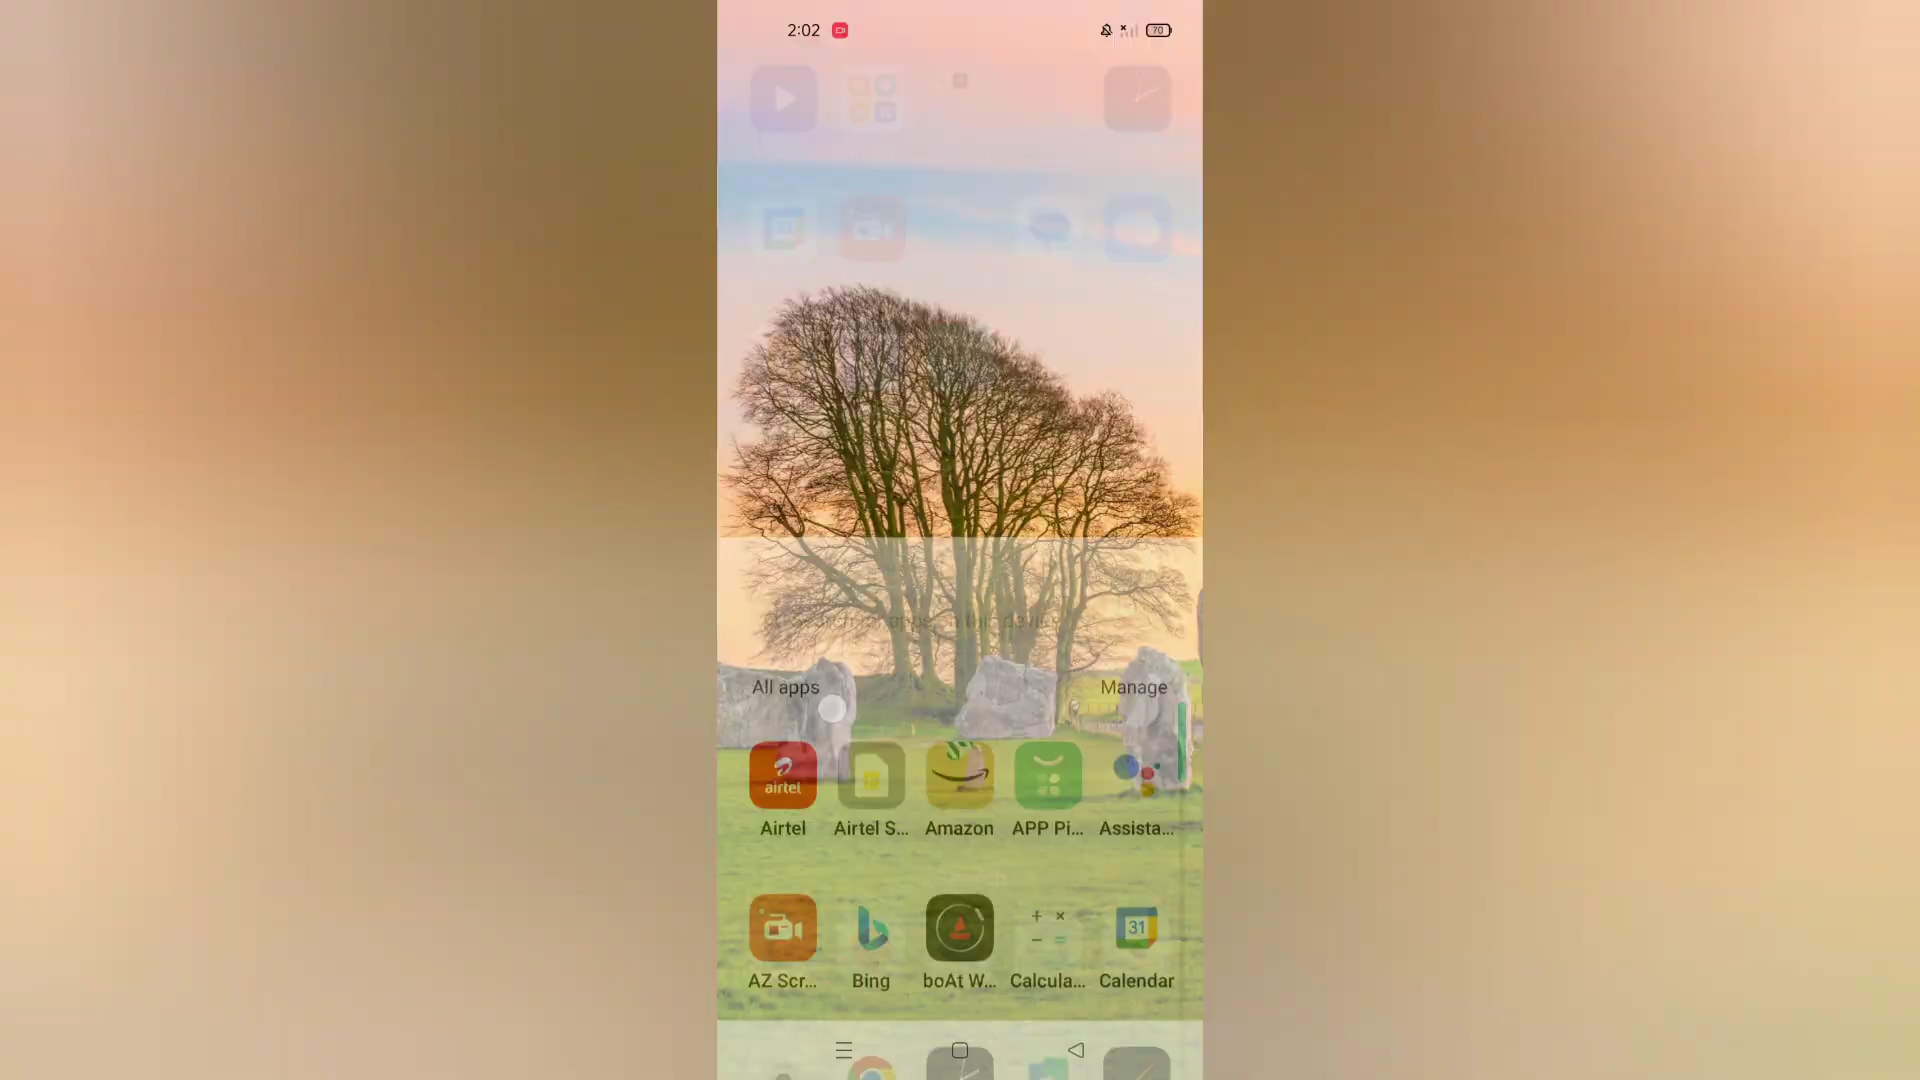 2:02
70
All apps
Manage
airtel
Airtel
Airtel S...
Amazon
APP Pi...
Assista...
31
AZ Scr...
Bing
boAt W...
Calcula...
Calendar